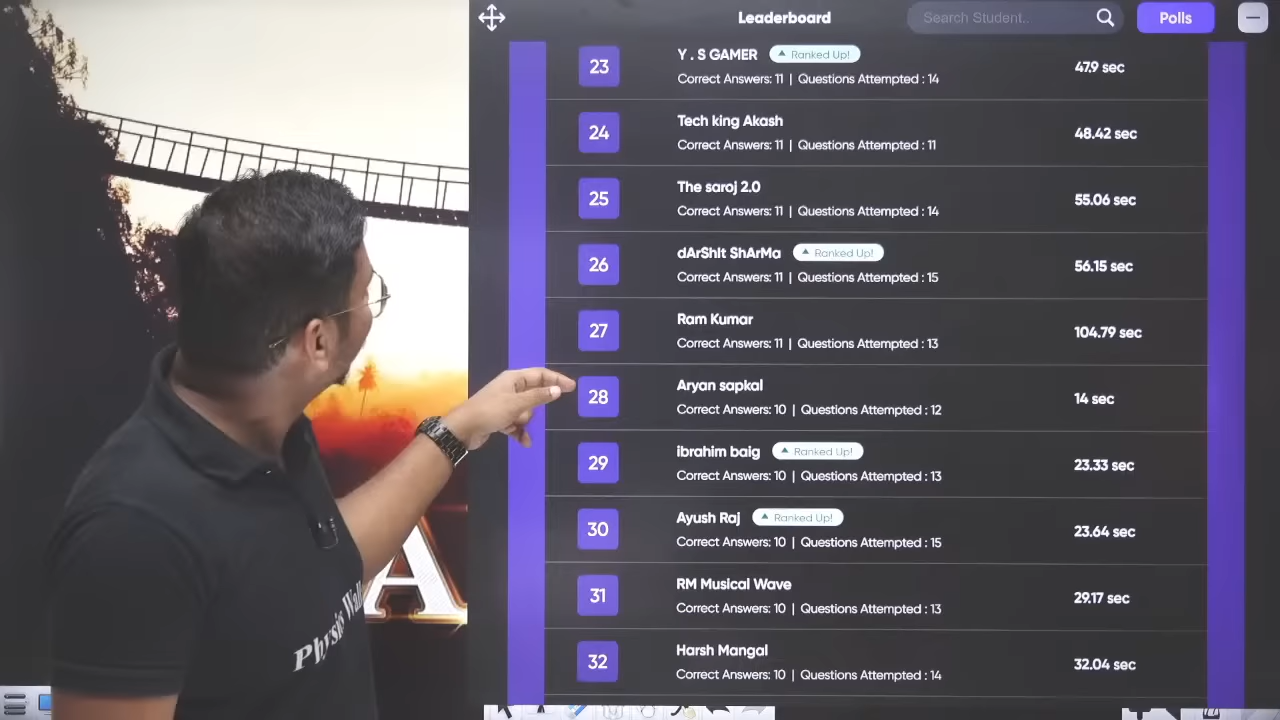 Leaderboard
Search Student..
Polls
23
Y . S GAMER
Ranked Up!
Correct Answers: 11 | Questions Attempted : 14
47.9 sec
24
Tech king Akash
Correct Answers: 11 | Questions Attempted : 11
48.42 sec
25
The saroj 2.0
Correct Answers: 11 | Questions Attempted : 14
55.06 sec
26
dArShIt ShArMa
Ranked Up!
Correct Answers: 11 | Questions Attempted : 15
56.15 sec
27
Ram Kumar
Correct Answers: 11 | Questions Attempted : 13
104.79 sec
28
Aryan sapkal
Correct Answers: 10 | Questions Attempted : 12
14 sec
29
ibrahim baig
Ranked Up!
Correct Answers: 10 | Questions Attempted : 13
23.33 sec
30
Ayush Raj
Ranked Up!
Correct Answers: 10 | Questions Attempted : 15
23.64 sec
31
RM Musical Wave
Correct Answers: 10 | Questions Attempted : 13
29.17 sec
32
Harsh Mangal
Correct Answers: 10 | Questions Attempted : 14
32.04 sec
A
Physics Wall